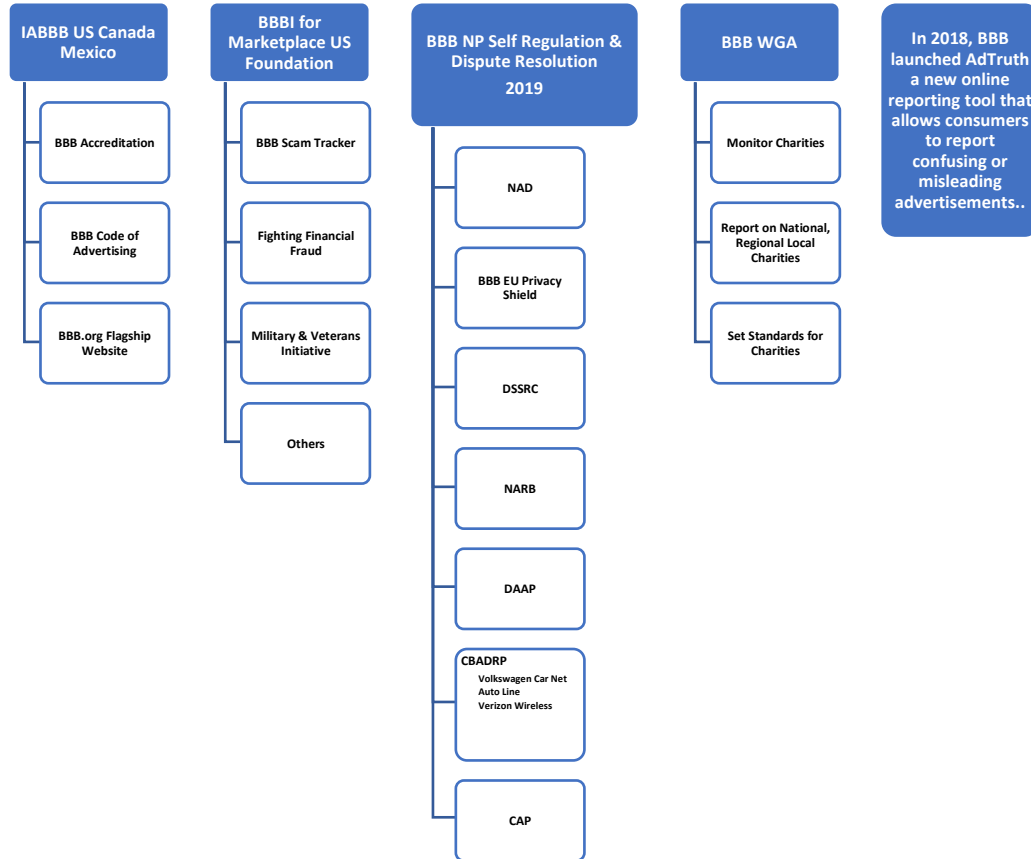 IABBB US Canada
Mexico
BBB Accreditation
BBB Code of
Advertising
BBB.org Flagship
Website
BBBI for
Marketplace US
Foundation
BBB Scam Tracker
Fighting Financial
Fraud
Military & Veterans
Initiative
Others
BBB NP Self Regulation &
Dispute Resolution
2019
NAD
BBB EU Privacy
Shield
DSSRC
NARB
DAAP
CBADRP
Volkswagen Car Net
Auto Line
Verizon Wireless
CAP
BBB WGA
Monitor Charities
Report on National,
Regional Local
Charities
Set Standards for
Charities
In 2018, BBB
launched AdTruth
a new online
reporting tool that
allows consumers
to report
confusing or
misleading
advertisements..